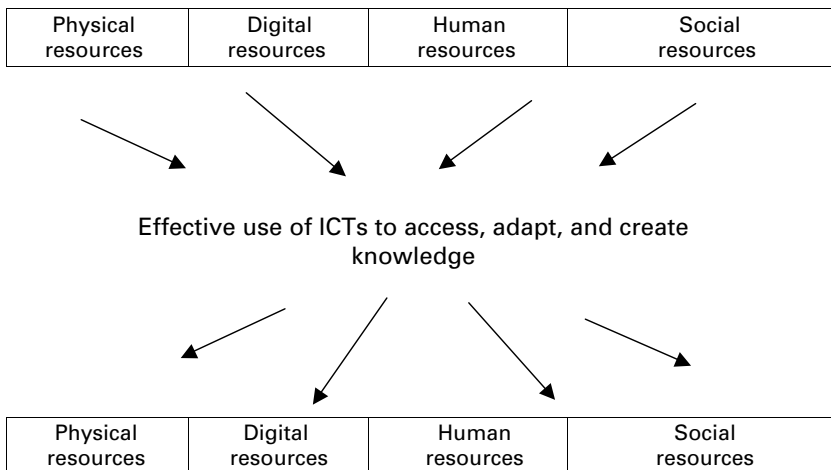 Physical resources
Digital resources
Human resources
Social resources
Effective use of ICTs to access, adapt, and create
knowledge
Physical resources
Digital resources
Human resources
Social resources